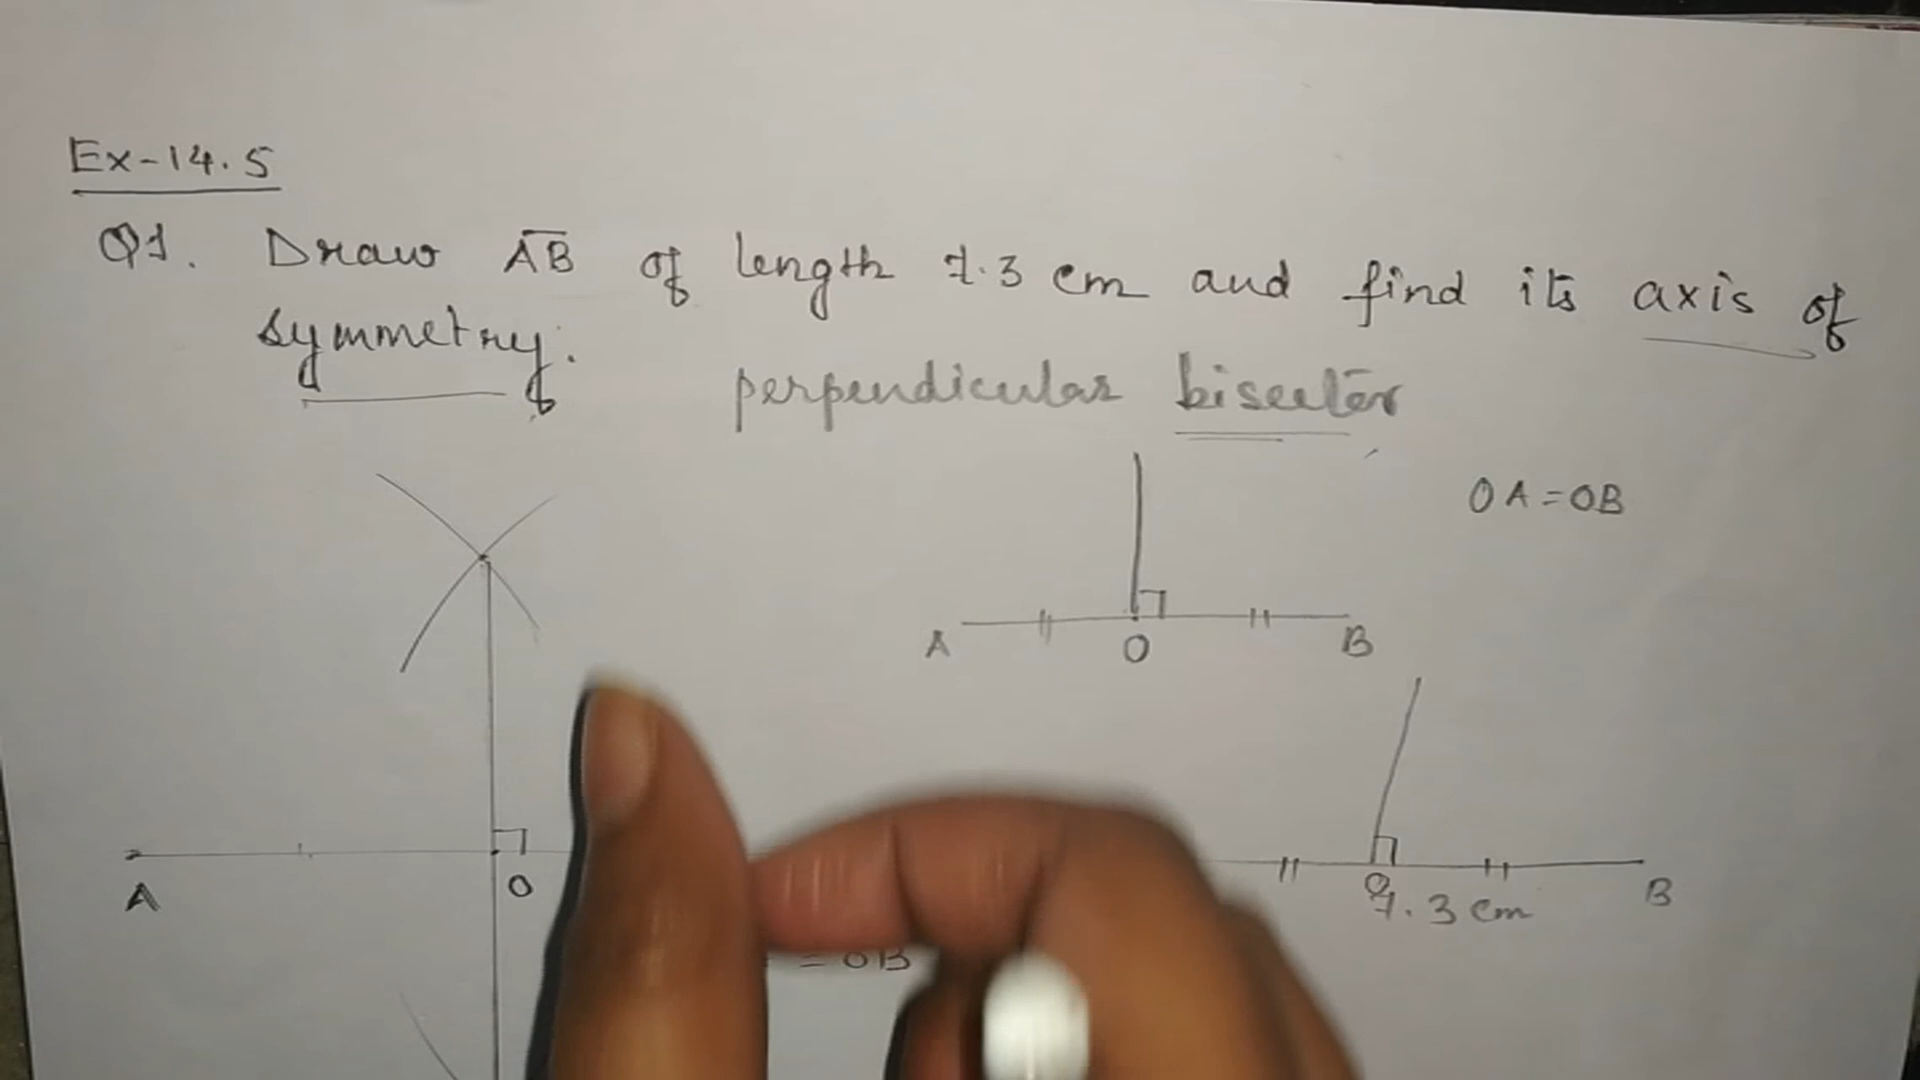 Ex-14.5
Q1. Draw AB of length 7.3 cm and find its axis of
symmetry.
perpendicular bisector
OA=OB
A O B
A O
O B
7.3 cm
= OB